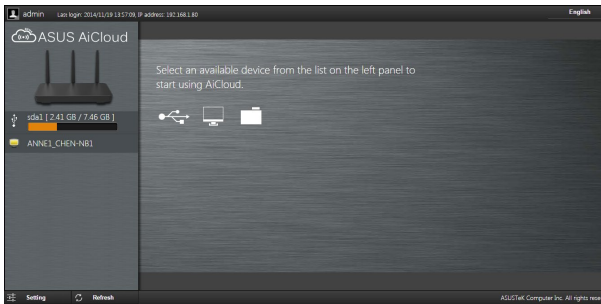 admin Last login: 2014/11/19 13:57:09, IP address: 192.168.1.80
English
ASUS AiCloud
Select an available device from the list on the left panel to
start using AiCloud.
sda1 [ 2.41 GB / 7.46 GB ]
ANNE1_CHEN-NB1
Setting Refresh
ASUSTeK Computer Inc. All rights rese